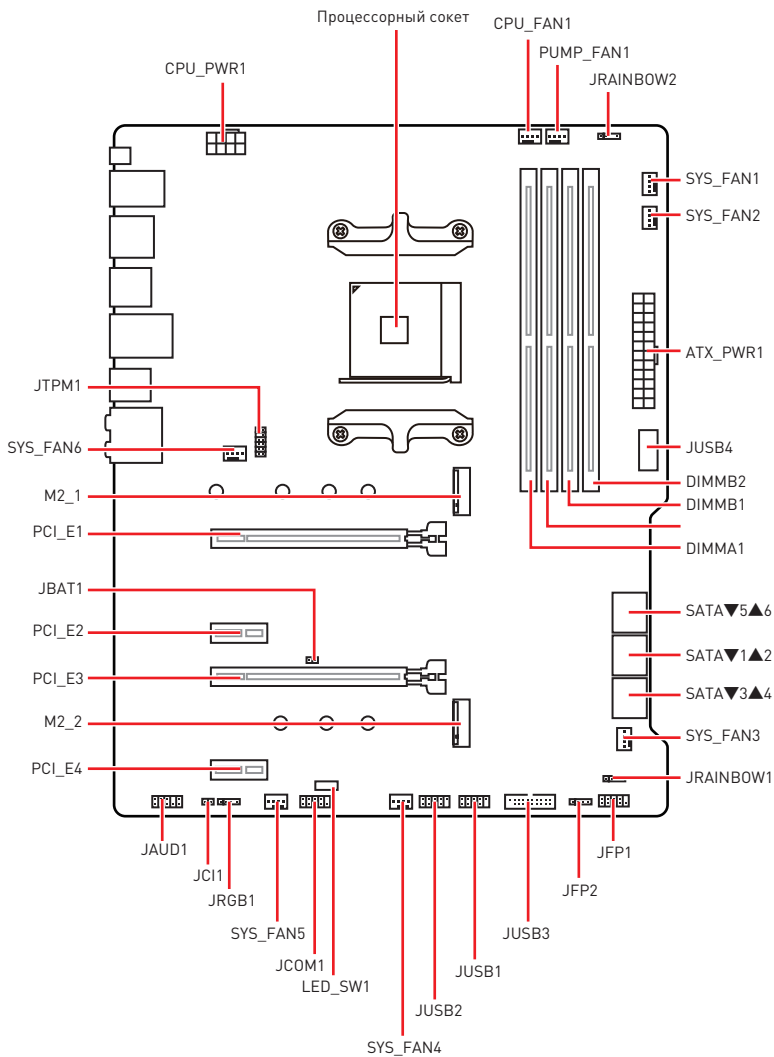 Процессорный сокет
CPU_FAN1
PUMP_FAN1
CPU_PWR1
JRAINBOW2
SYS_FAN1
SYS_FAN2
ATX_PWR1
JTPM1
SYS_FAN6
JUSB4
M2_1
DIMMB2
DIMMB1
PCI_E1
DIMMA1
JBAT1
SATA▼5▲6
PCI_E2
SATA▼1▲2
PCI_E3
SATA▼3▲4
M2_2
SYS_FAN3
PCI_E4
JRAINBOW1
JAUD1
JFP1
JCI1
JFP2
JRGB1
SYS_FAN5
JUSB3
JCOM1
JUSB1
LED_SW1
JUSB2
SYS_FAN4